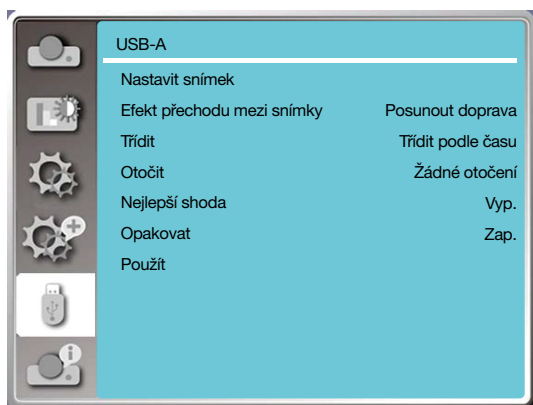 USB-A
Nastavit snímek
Efekt přechodu mezi snímky Posunout doprava
Třídit Třídit podle času
Otočit Žádné otočení
Nejlepší shoda Vyp.
Opakovat Zap.
Použít